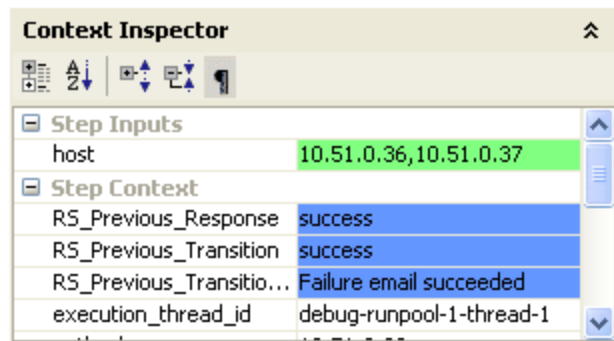 Context Inspector
Step Inputs
host 10.51.0.36,10.51.0.37
Step Context
RS_Previous_Response success
RS_Previous_Transition success
RS_Previous_Transitio... Failure email succeeded
execution_thread_id debug-runpool-1-thread-1